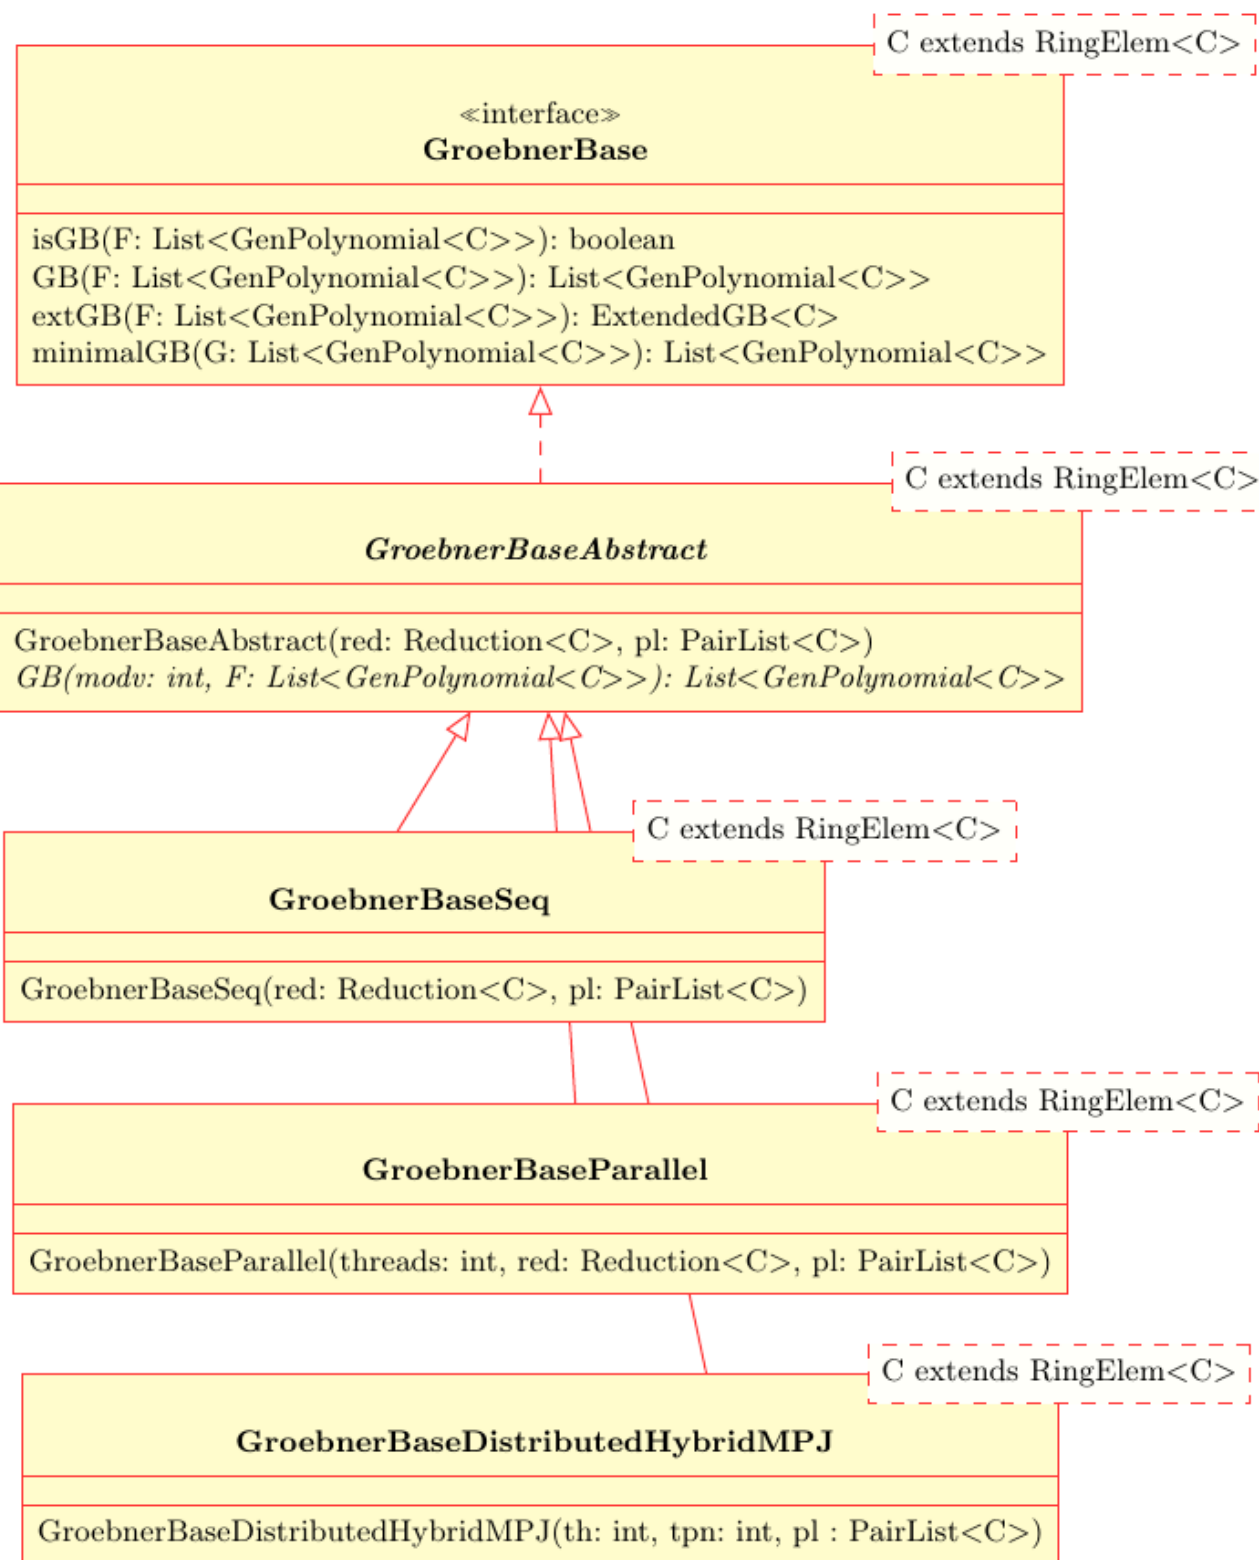 C extends RingElem<C>
≪interface≫
GroebnerBase
isGB(F: List<GenPolynomial<C>>): boolean
GB(F: List<GenPolynomial<C>>): List<GenPolynomial<C>>
extGB(F: List<GenPolynomial<C>>): ExtendedGB<C>
minimalGB(G: List<GenPolynomial<C>>): List<GenPolynomial<C>>
C extends RingElem<C>
GroebnerBaseAbstract
GroebnerBaseAbstract(red: Reduction<C>, pl: PairList<C>)
GB(modv: int, F: List<GenPolynomial<C>>): List<GenPolynomial<C>>
C extends RingElem<C>
GroebnerBaseSeq
GroebnerBaseSeq(red: Reduction<C>, pl: PairList<C>)
C extends RingElem<C>
GroebnerBaseParallel
GroebnerBaseParallel(threads: int, red: Reduction<C>, pl: PairList<C>)
C extends RingElem<C>
GroebnerBaseDistributedHybridMPJ
GroebnerBaseDistributedHybridMPJ(th: int, tpn: int, pl : PairList<C>)